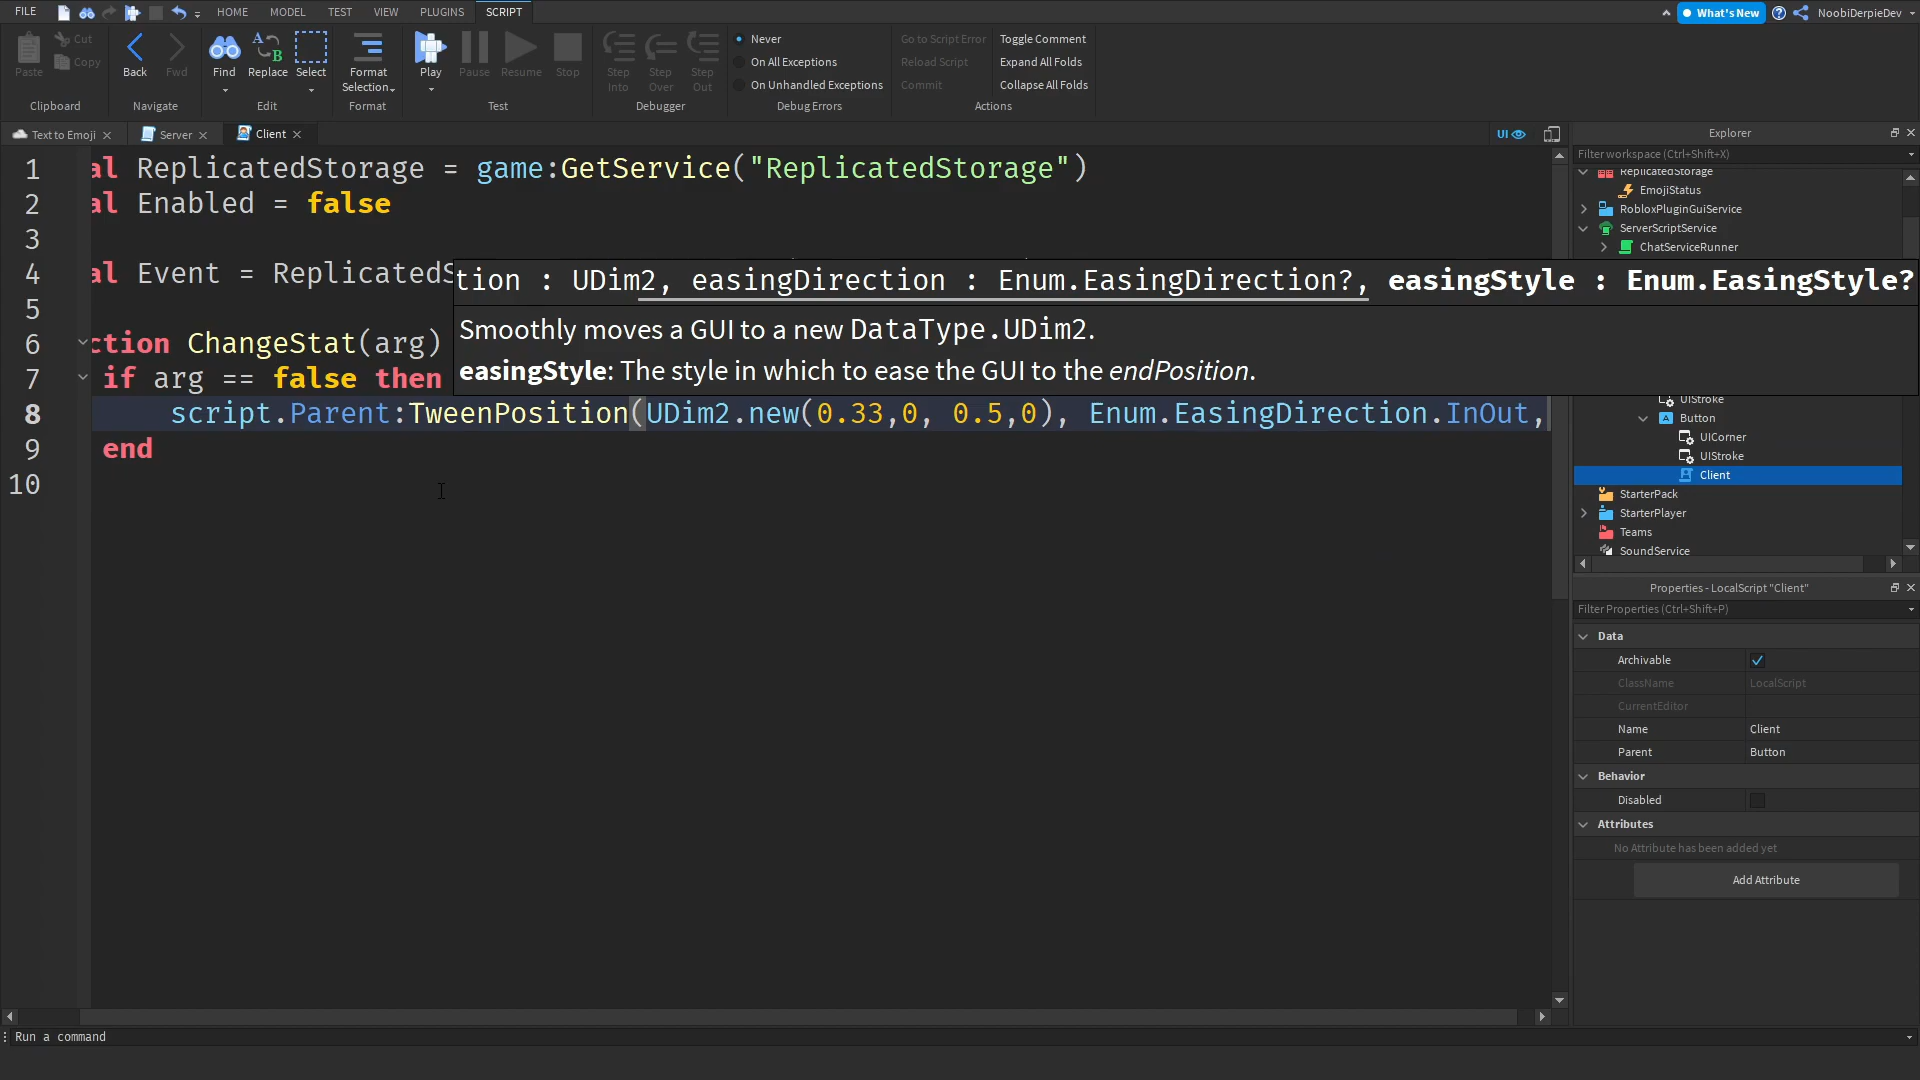 FILE
HOME
MODEL
TEST
VIEW
PLUGINS
SCRIPT
What's New
NoobiDerpieDev
Paste
Cut
Copy
Clipboard
Back
Fwd
Navigate
Find
Replace
Select
Edit
Format
Selection
Format
Play
Pause
Resume
Stop
Test
Step
Into
Step
Over
Step
Out
Debugger
Never
On All Exceptions
On Unhandled Exceptions
Debug Errors
Go to Script Error
Reload Script
Commit
Toggle Comment
Expand All Folds
Collapse All Folds
Actions
Text to Emoji
Server
Client
UI
1 al ReplicatedStorage = game:GetService("ReplicatedStorage")
2 al Enabled = false
3
4 al Event = ReplicatedS
5
6 ction ChangeStat(arg)
7 if arg == false then
8 script.Parent:TweenPosition(UDim2.new(0.33,0, 0.5,0), Enum.EasingDirection.InOut,
9 end
10
tion : UDim2, easingDirection : Enum.EasingDirection?, easingStyle : Enum.EasingStyle?
Smoothly moves a GUI to a new DataType.UDim2.
easingStyle: The style in which to ease the GUI to the endPosition.
Explorer
Filter workspace (Ctrl+Shift+X)
ReplicatedStorage
EmojiStatus
RobloxPluginGuiService
ServerScriptService
ChatServiceRunner
UIStroke
Button
UICorner
UIStroke
Client
StarterPack
StarterPlayer
Teams
SoundService
Properties - LocalScript "Client"
Filter Properties (Ctrl+Shift+P)
Data
Archivable
ClassName LocalScript
CurrentEditor
Name Client
Parent Button
Behavior
Disabled
Attributes
No Attribute has been added yet
Add Attribute
Run a command